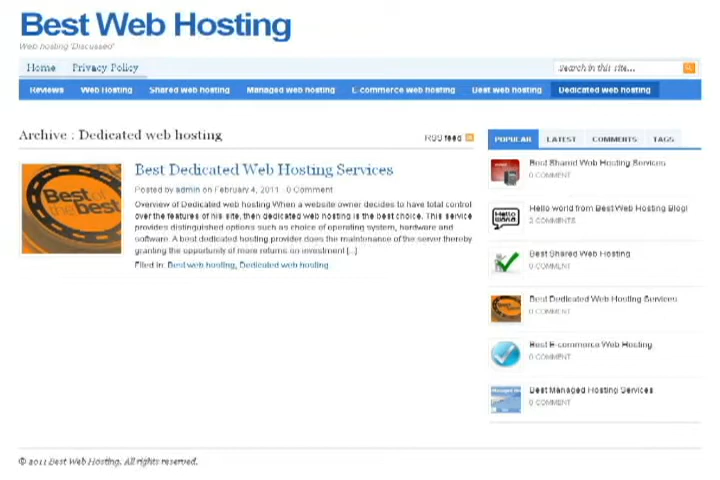 Best Web Hosting
Web hosting 'Discussed'
Home Privacy Policy
Search in this site...
Reviews Web Hosting Shared web hosting Managed web hosting E-commerce web hosting Best web hosting Dedicated web hosting
Archive : Dedicated web hosting
RSS feed
Best of the Best
Best Dedicated Web Hosting Services
Posted by admin on February 4, 2011 · 0 Comment
Overview of Dedicated web hosting When a website owner decides to have total control
over the features of his site, then dedicated web hosting is the best choice. This service
provides distinguished options such as choice of operating system, hardware and
software. A best dedicated hosting provider does the maintenance of the server thereby
granting the opportunity of more returns on investment [...]
Filed in: Best web hosting, Dedicated web hosting
POPULAR LATEST COMMENTS TAGS
Best Shared Web Hosting Services
0 COMMENT
Hello World
Hello world from Best Web Hosting Blog!
2 COMMENTS
Best Shared Web Hosting
0 COMMENT
Best Dedicated Web Hosting Services
0 COMMENT
Best E-commerce Web Hosting
0 COMMENT
Best Managed Hosting Services
0 COMMENT
© 2011 Best Web Hosting. All rights reserved.